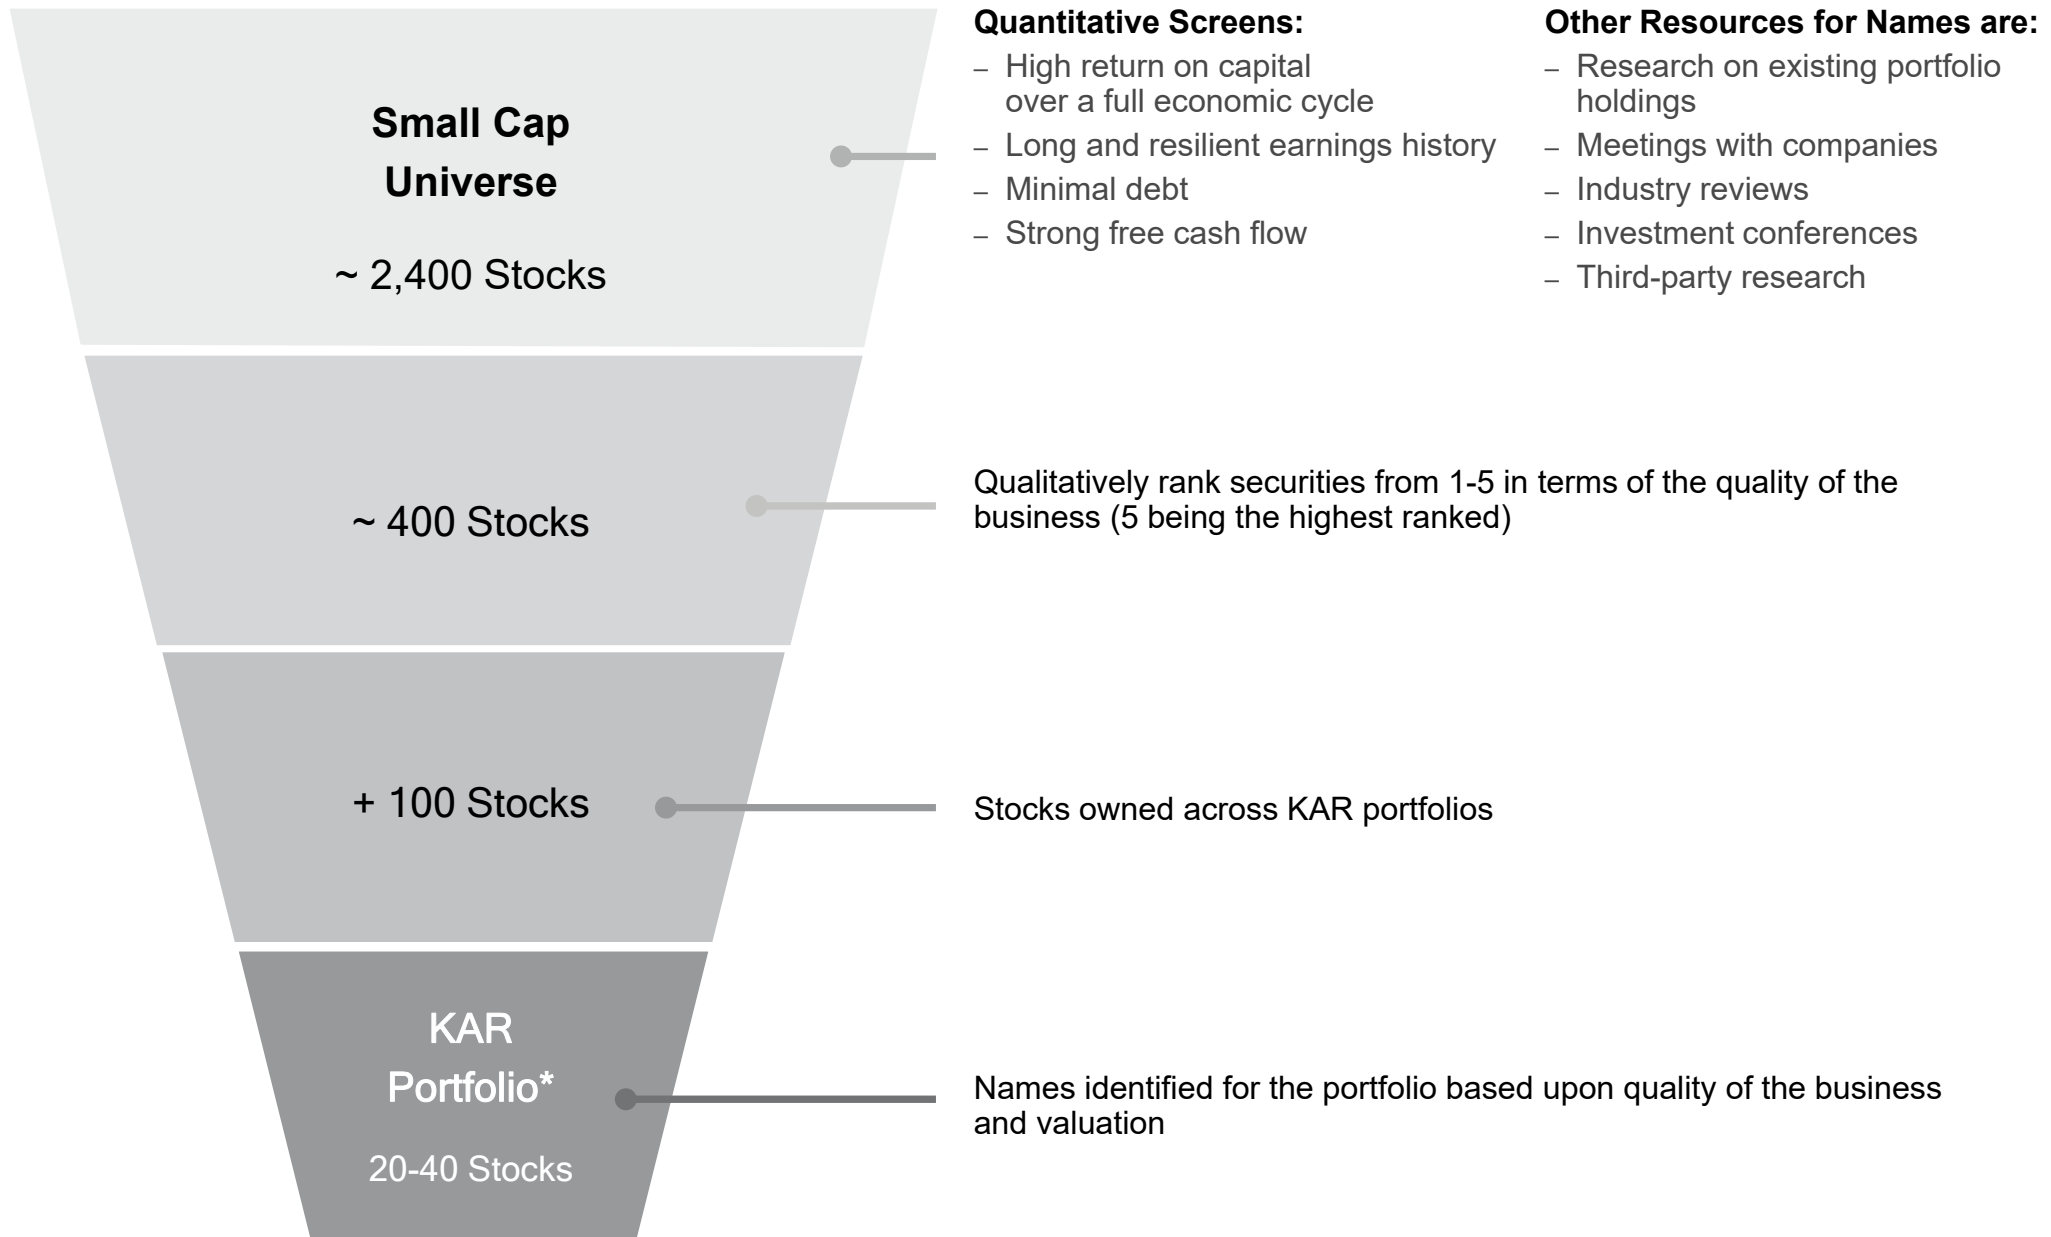 Small Cap
Universe
~ 2,400 Stocks
Quantitative Screens:
– High return on capital
over a full economic cycle
– Long and resilient earnings history
– Minimal debt
– Strong free cash flow
Other Resources for Names are:
– Research on existing portfolio
holdings
– Meetings with companies
– Industry reviews
– Investment conferences
– Third-party research
~ 400 Stocks
Qualitatively rank securities from 1-5 in terms of the quality of the
business (5 being the highest ranked)
+ 100 Stocks
Stocks owned across KAR portfolios
KAR
Portfolio*
20-40 Stocks
Names identified for the portfolio based upon quality of the business
and valuation